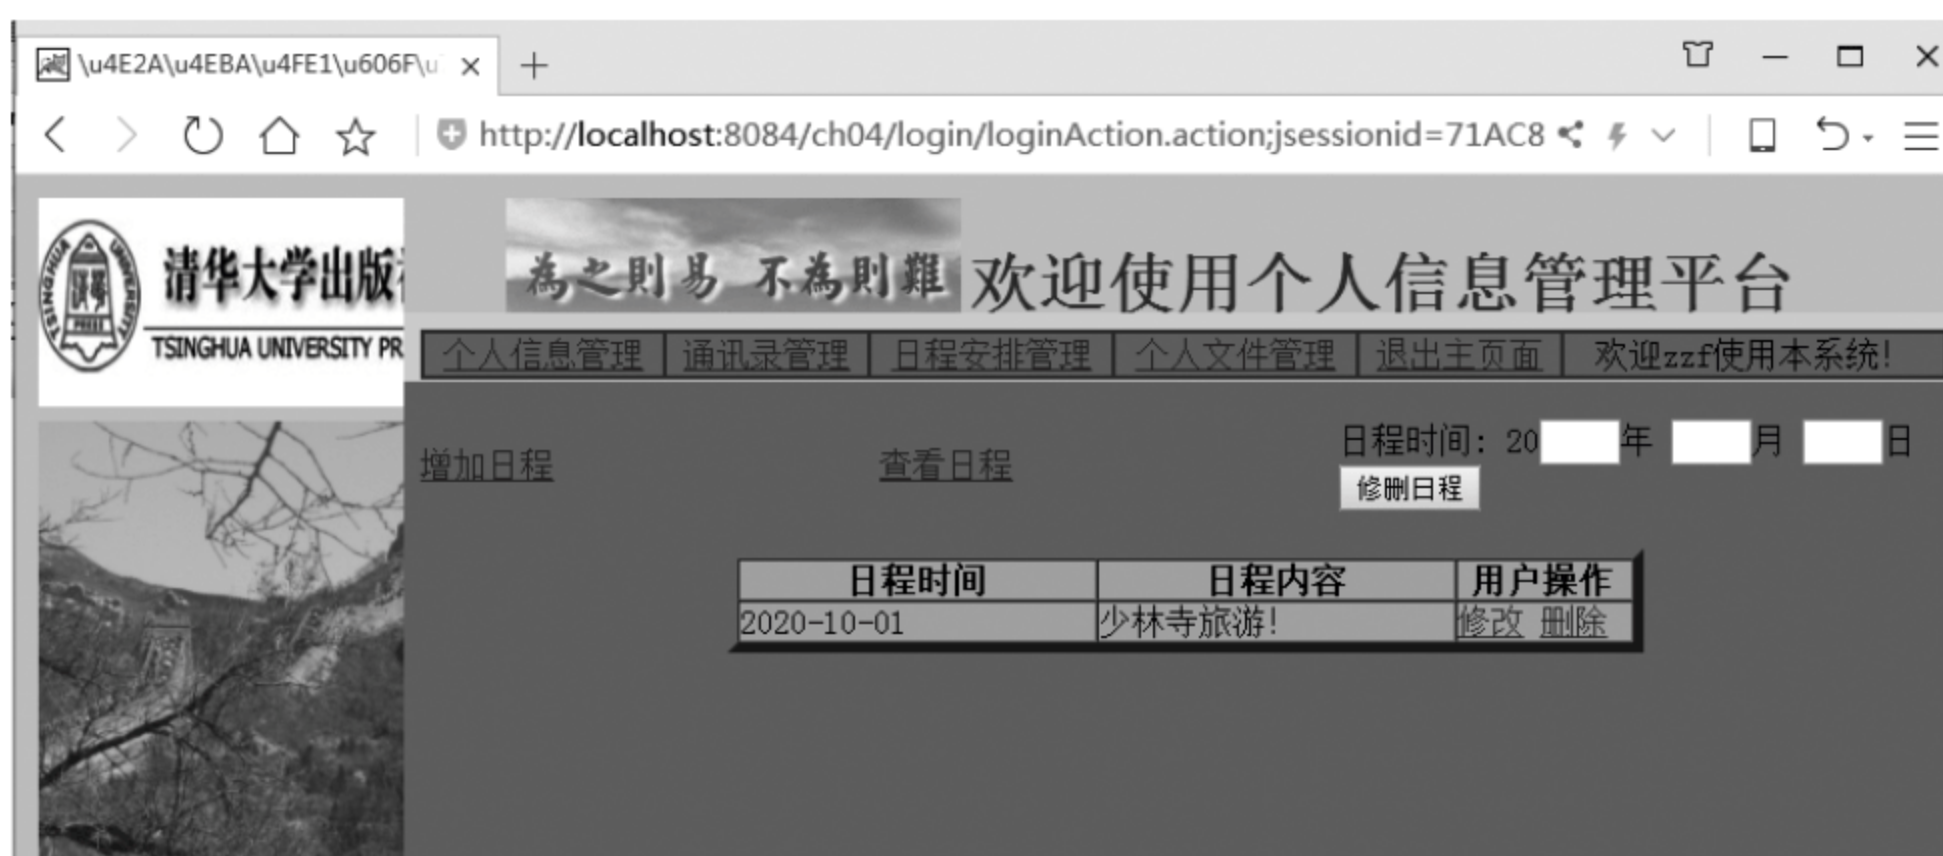 \u4E2A\u4EBA\u4FE1\u606F\u
http://localhost:8084/ch04/login/loginAction.action;jsessionid=71AC8
清华大学出版
TSINGHUA UNIVERSITY PR
TSINGHUA UNIVERSITY
PRESS
為之則易 不為則難
欢迎使用个人信息管理平台
个人信息管理 通讯录管理 日程安排管理 个人文件管理 退出主页面 欢迎zzf使用本系统!
增加日程 查看日程 日程时间: 20 年 月 日
修删日程
日程时间 日程内容 用户操作
2020-10-01 少林寺旅游! 修改 删除